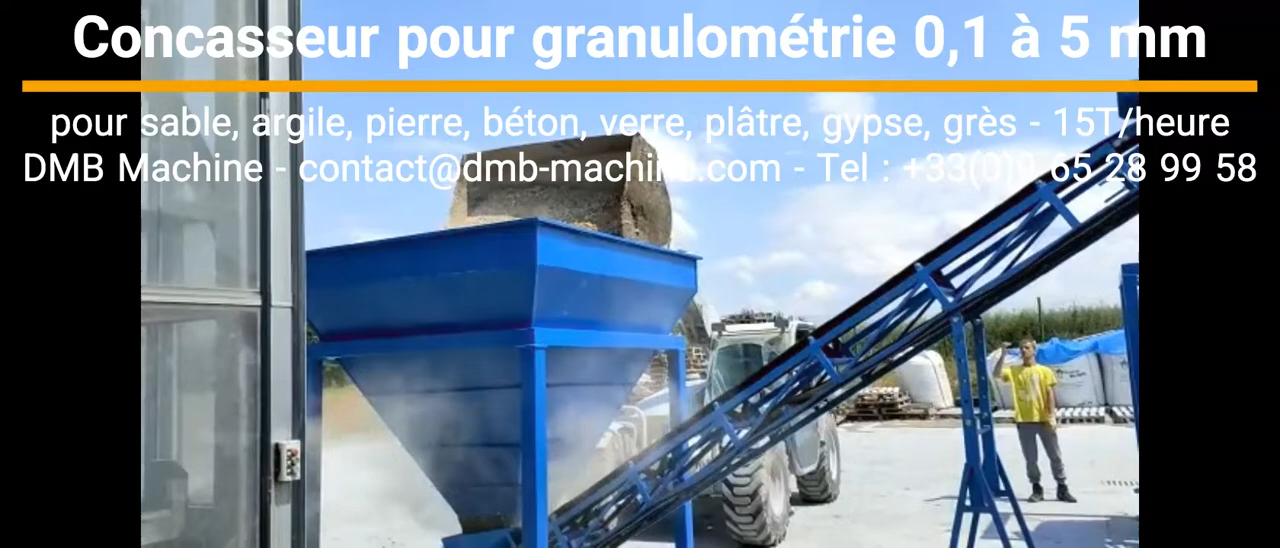 Concasseur pour granulométrie 0,1 à 5 mm
pour sable, argile, pierre, béton, verre, plâtre, gypse, grès - 15T/heure
DMB Machine - contact@dmb-machine.com - Tel : +33(0)9 65 28 99 58